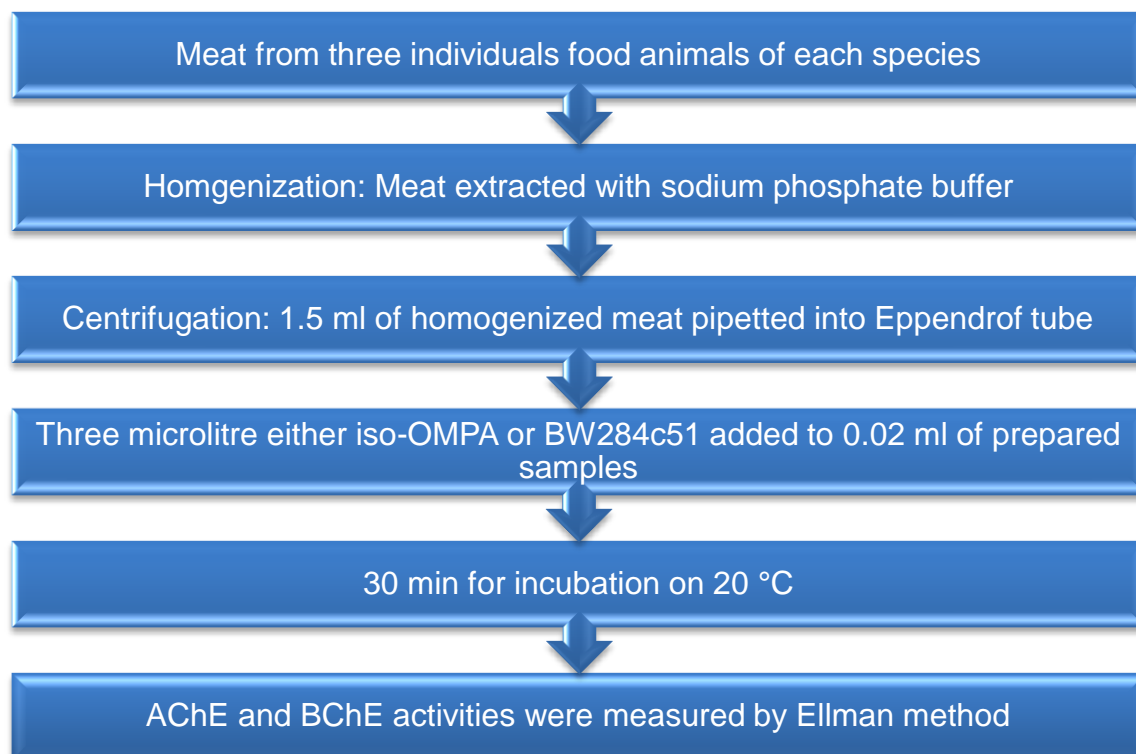 Meat from three individuals food animals of each species
Homgenization: Meat extracted with sodium phosphate buffer
Centrifugation: 1.5 ml of homogenized meat pipetted into Eppendrof tube
Three microlitre either iso-OMPA or BW284c51 added to 0.02 ml of prepared
samples
30 min for incubation on 20 °C
AChE and BChE activities were measured by Ellman method